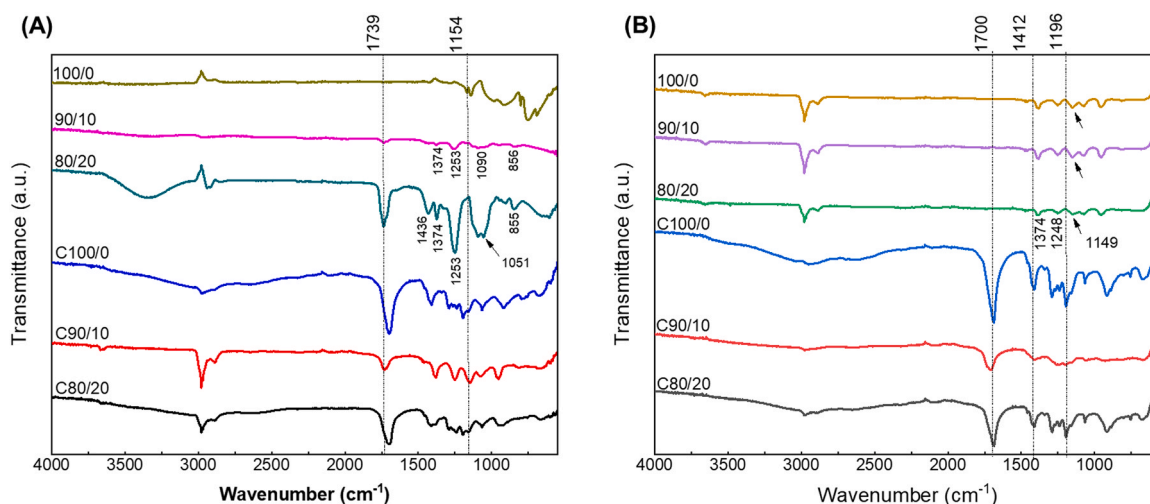 (A)
1739
1154
100/0
90/10
1374
1253
1090
856
80/20
1436
1374
1253
855
1051
C100/0
C90/10
C80/20
Transmittance (a.u.)
4000 3500 3000 2500 2000 1500 1000
Wavenumber (cm⁻¹)
(B)
1700
1412
1196
100/0
90/10
80/20
1374
1248
1149
C100/0
C90/10
C80/20
Transmittance (a.u.)
4000 3500 3000 2500 2000 1500 1000
Wavenumber (cm⁻¹)